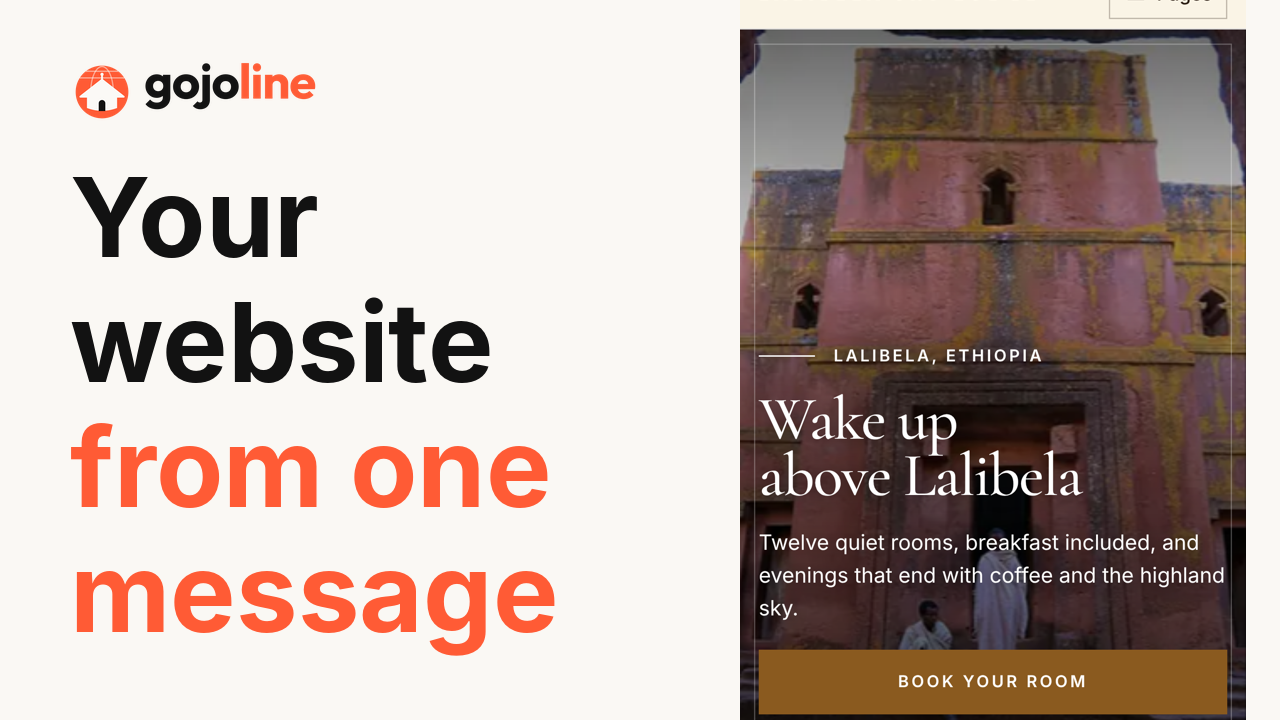 gojoline
Your
website
from one
message
LALIBELA, ETHIOPIA
Wake up
above Lalibela
Twelve quiet rooms, breakfast included, and
evenings that end with coffee and the highland
sky.
BOOK YOUR ROOM